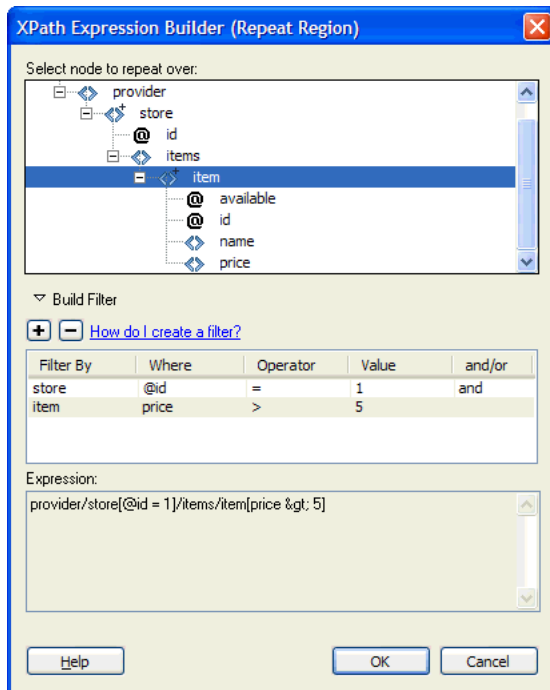 XPath Expression Builder (Repeat Region)
Select node to repeat over:
provider
store
@ id
items
item
@ available
@ id
name
price
Build Filter
+ - How do I create a filter?
Filter By Where Operator Value and/or
store @id = 1 and
item price > 5
Expression:
provider/store[@id = 1]/items/item[price &gt; 5]
Help OK Cancel